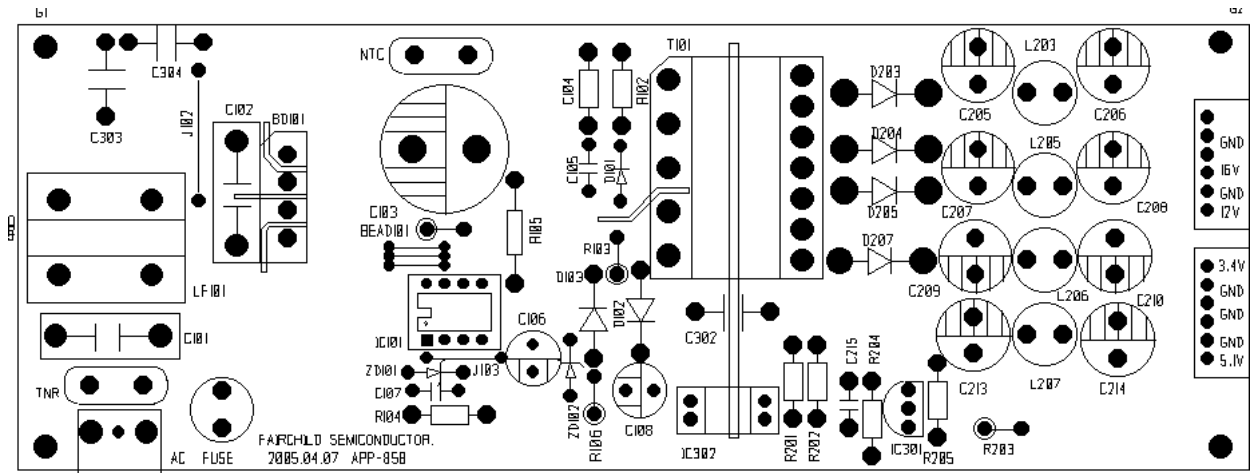 G1
G2
C304
C303
J102
C102
BD101
NTC
C104
R102
T101
D203
D204
D205
D207
C205
L203
C206
L205
C207
C208
C209
L206
C210
C213
L207
C214
GND
16V
GND
12V
3.4V
GND
GND
GND
5.1V
C105
D101
C103
BEAD101
R105
R103
D103
D102
LF101
C101
TNR
IC101
C106
ZD101
J103
C107
R104
ZD102
R106
C108
C302
IC302
R201
R202
C215
R204
IC301
R205
R203
AC
FUSE
FAIRCHILD SEMICONDUCTOR.
2005.04.07 APP-858